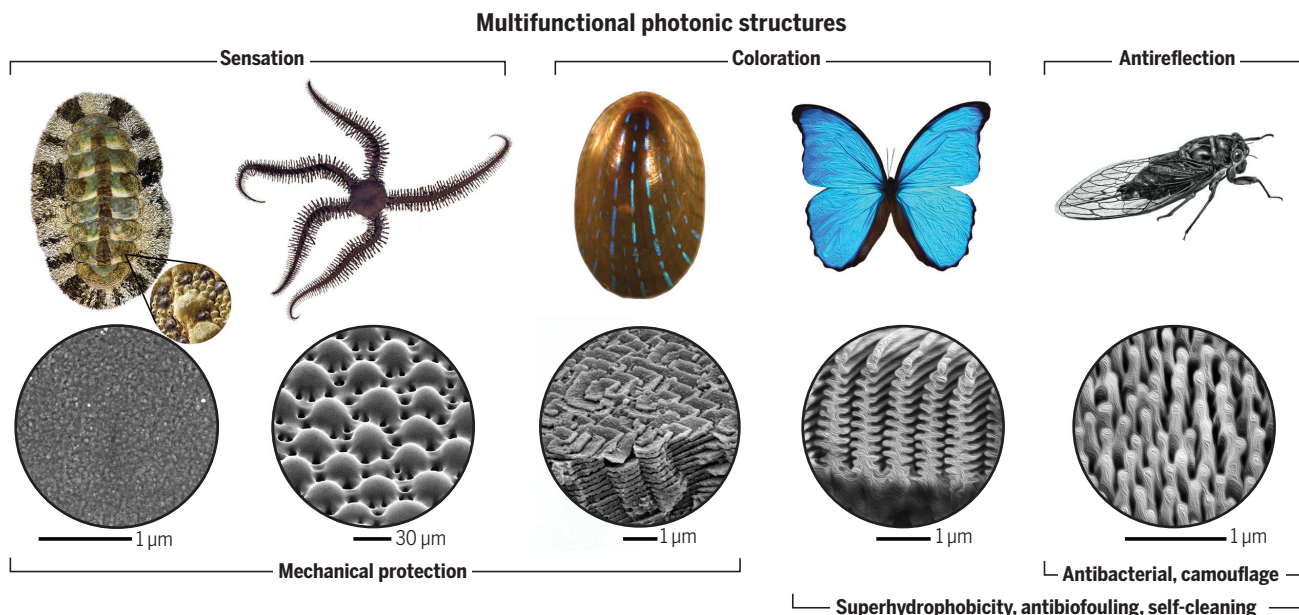 Multifunctional photonic structures
Sensation
Coloration
Antireflection
1 µm
30 µm
1 µm
1 µm
1 µm
Mechanical protection
Antibacterial, camouflage
Superhydrophobicity, antibiofouling, self-cleaning